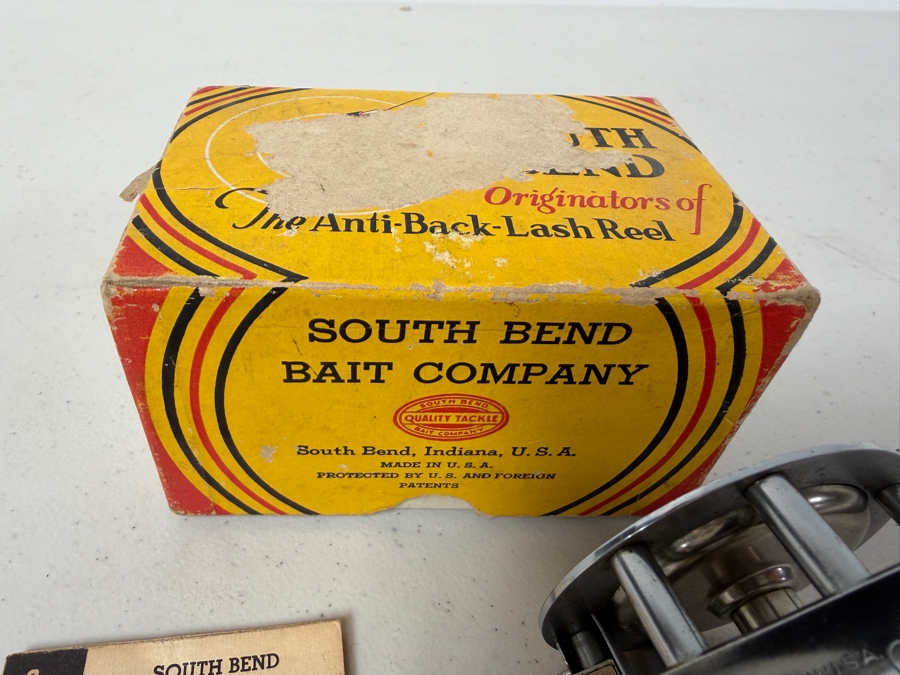 Originators of
The Anti-Back-Lash Reel
SOUTH BEND
BAIT COMPANY
SOUTH BEND
QUALITY TACKLE
BAIT COMPANY
South Bend, Indiana, U. S. A.
MADE IN U. S. A.
PROTECTED BY U. S. AND FOREIGN
PATENTS
SOUTH BEND